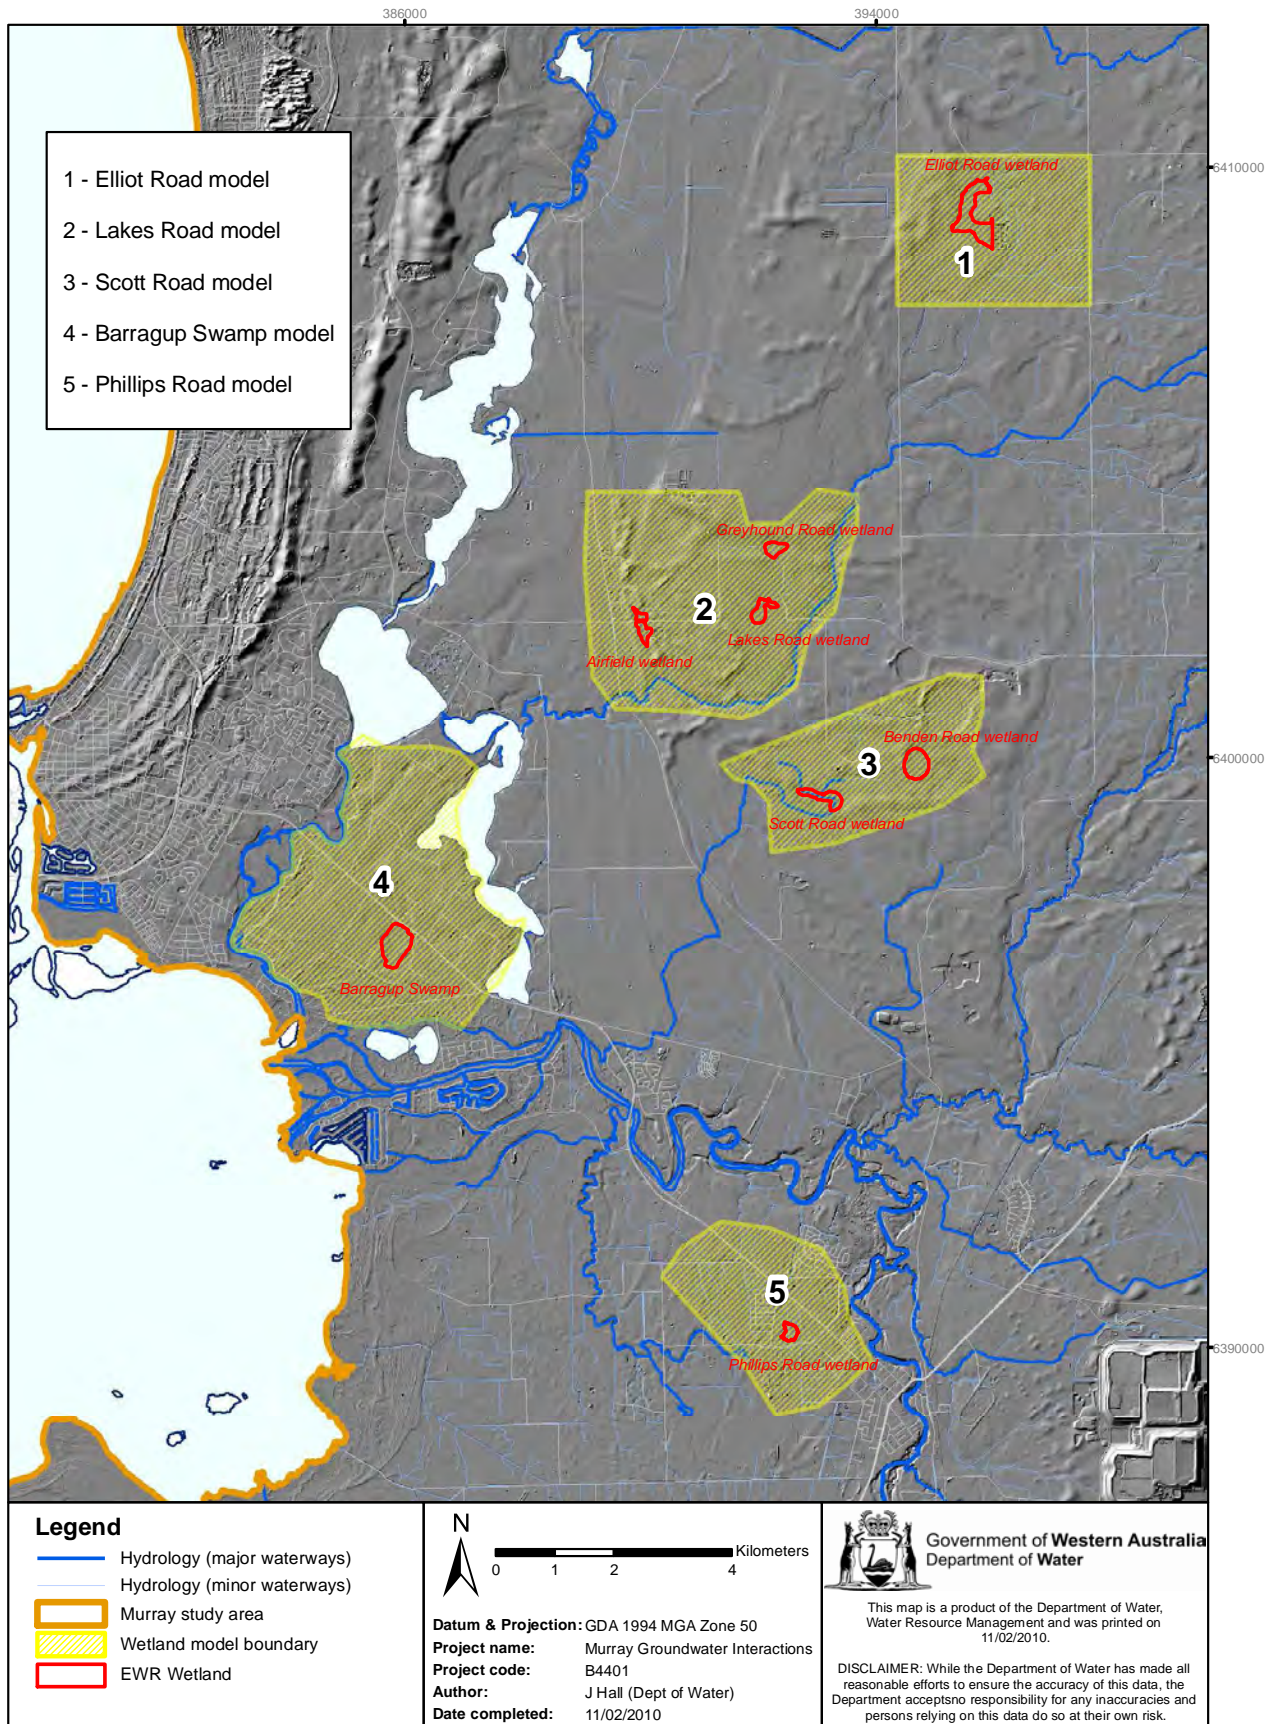 386000
394000
1 - Elliot Road model
2 - Lakes Road model
3 - Scott Road model
4 - Barragup Swamp model
5 - Phillips Road model
Elliot Road wetland
6410000
1
Greyhound Road wetland
2
Lakes Road wetland
Airfield wetland
Benden Road wetland
3
6400000
Scott Road wetland
4
Barragup Swamp
5
6390000
Phillips Road wetland
Legend
Hydrology (major waterways)
Hydrology (minor waterways)
Murray study area
Wetland model boundary
EWR Wetland
N
Kilometers
0 1 2 4
Datum & Projection: GDA 1994 MGA Zone 50
Project name: Murray Groundwater Interactions
Project code: B4401
Author: J Hall (Dept of Water)
Date completed: 11/02/2010
Government of Western Australia
Department of Water
This map is a product of the Department of Water,
Water Resource Management and was printed on
11/02/2010.
DISCLAIMER: While the Department of Water has made all
reasonable efforts to ensure the accuracy of this data, the
Department acceptsno responsibility for any inaccuracies and
persons relying on this data do so at their own risk.